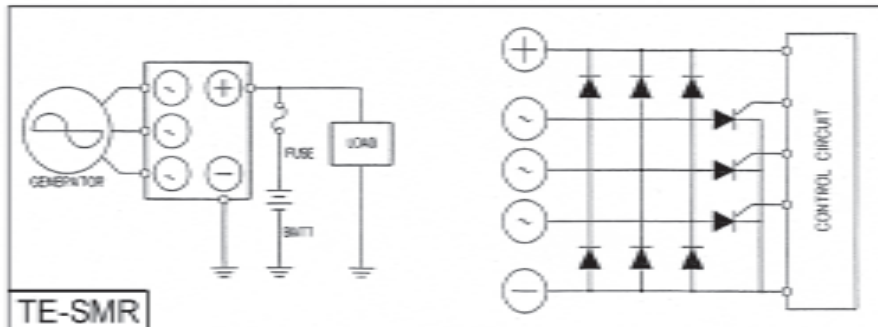 GENERATOR
FUSE
LOAD
BATT
CONTROL CIRCUIT
TE-SMR